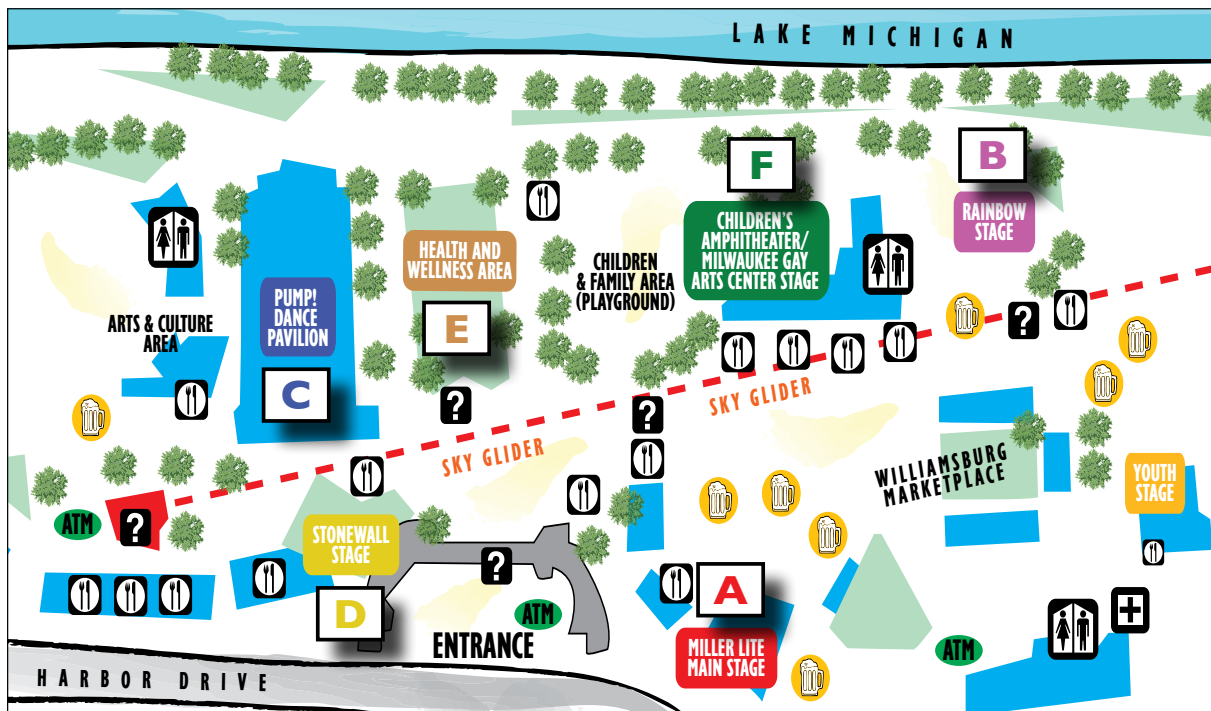 LAKE MICHIGAN
F
B
CHILDREN'S
AMPHITHEATER/
MILWAUKEE GAY
ARTS CENTER STAGE
RAINBOW
STAGE
HEALTH AND
WELLNESS AREA
CHILDREN
& FAMILY AREA
(PLAYGROUND)
PUMP!
DANCE
PAVILION
ARTS & CULTURE
AREA
E
?
C
?
?
SKY GLIDER
SKY GLIDER
WILLIAMSBURG
MARKETPLACE
YOUTH
STAGE
ATM
?
STONEWALL
STAGE
?
D
ATM
ENTRANCE
A
MILLER LITE
MAIN STAGE
ATM
HARBOR DRIVE